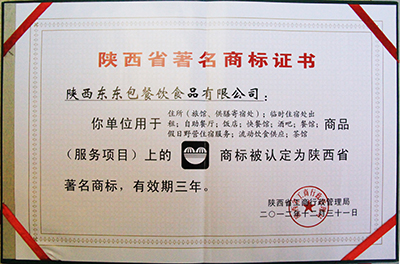 陕西省著名商标证书
陕西东东包餐饮食品有限公司：
你单位用于 住所（旅馆、供膳寄宿处）；临时住宿处出
租；自助餐厅；饭店；快餐馆；酒吧；餐馆； 商品
假日野营住宿服务；流动饮食供应；茶馆
（服务项目）上的 商标被认定为陕西省
著名商标，有效期三年。
陕西省工商行政管理局
二〇一二年十二月三十一日